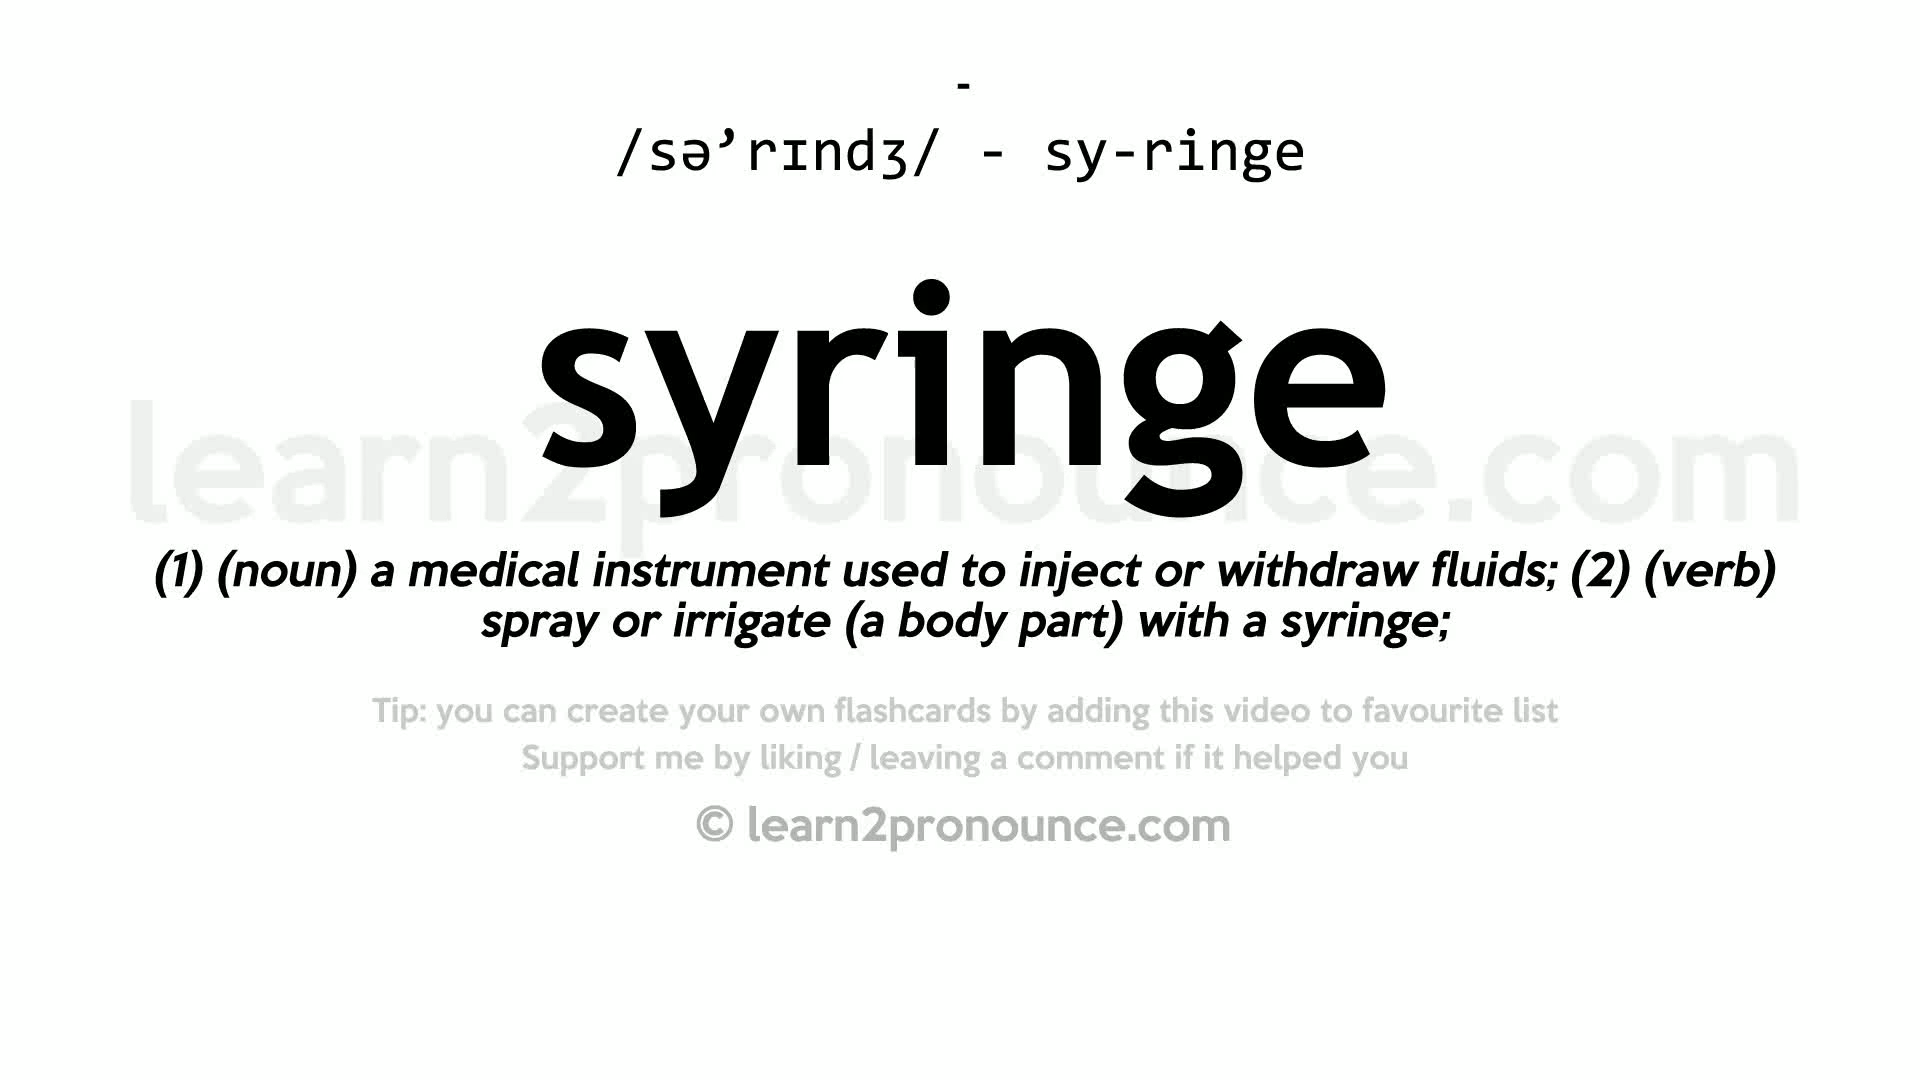 -
/sə’rɪndʒ/ - sy-ringe
syringe
learn2pronounce.com
(1) (noun) a medical instrument used to inject or withdraw fluids; (2) (verb)
spray or irrigate (a body part) with a syringe;
Tip: you can create your own flashcards by adding this video to favourite list
Support me by liking / leaving a comment if it helped you
© learn2pronounce.com